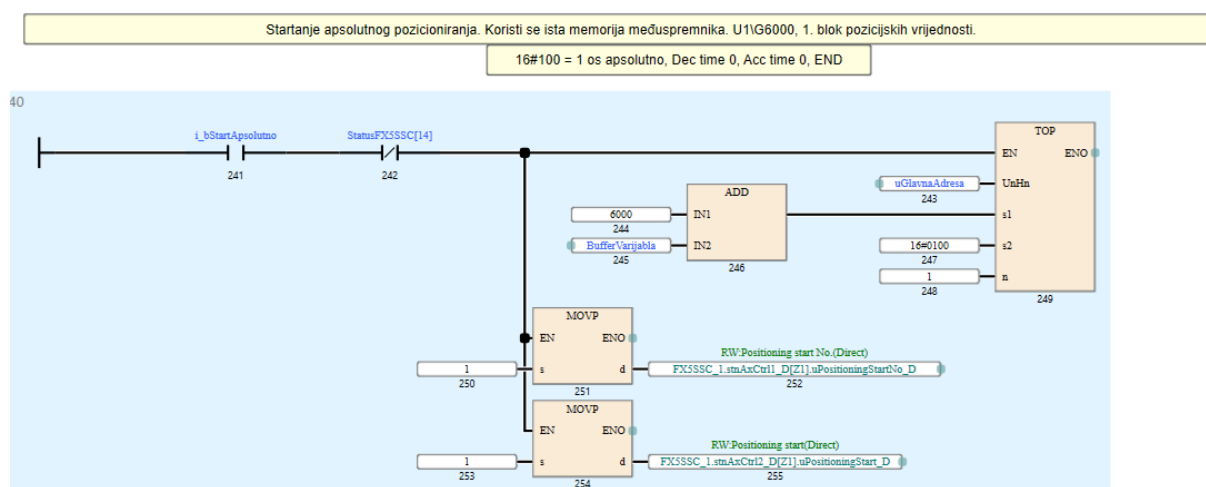 Startanje apsolutnog pozicioniranja. Koristi se ista memorija međuspremnika. U1\G6000, 1. blok pozicijskih vrijednosti.
16#100 = 1 os apsolutno, Dec time 0, Acc time 0, END
40
i_bStartApsolutno
StatusFX5SSC[14]
TOP
241
242
EN
ENO
uGlavnaAdresa
UnHn
243
ADD
6000
IN1
s1
244
BufferVarijabla
IN2
16#0100
s2
245
246
247
1
n
248
249
MOVP
EN
ENO
RW:Positioning start No.(Direct)
1
s
d
FX5SSC_1.stnAxCtrl1_D[Z1].uPositioningStartNo_D
250
251
252
MOVP
EN
ENO
RW:Positioning start(Direct)
1
s
d
FX5SSC_1.stnAxCtrl2_D[Z1].uPositioningStart_D
253
254
255